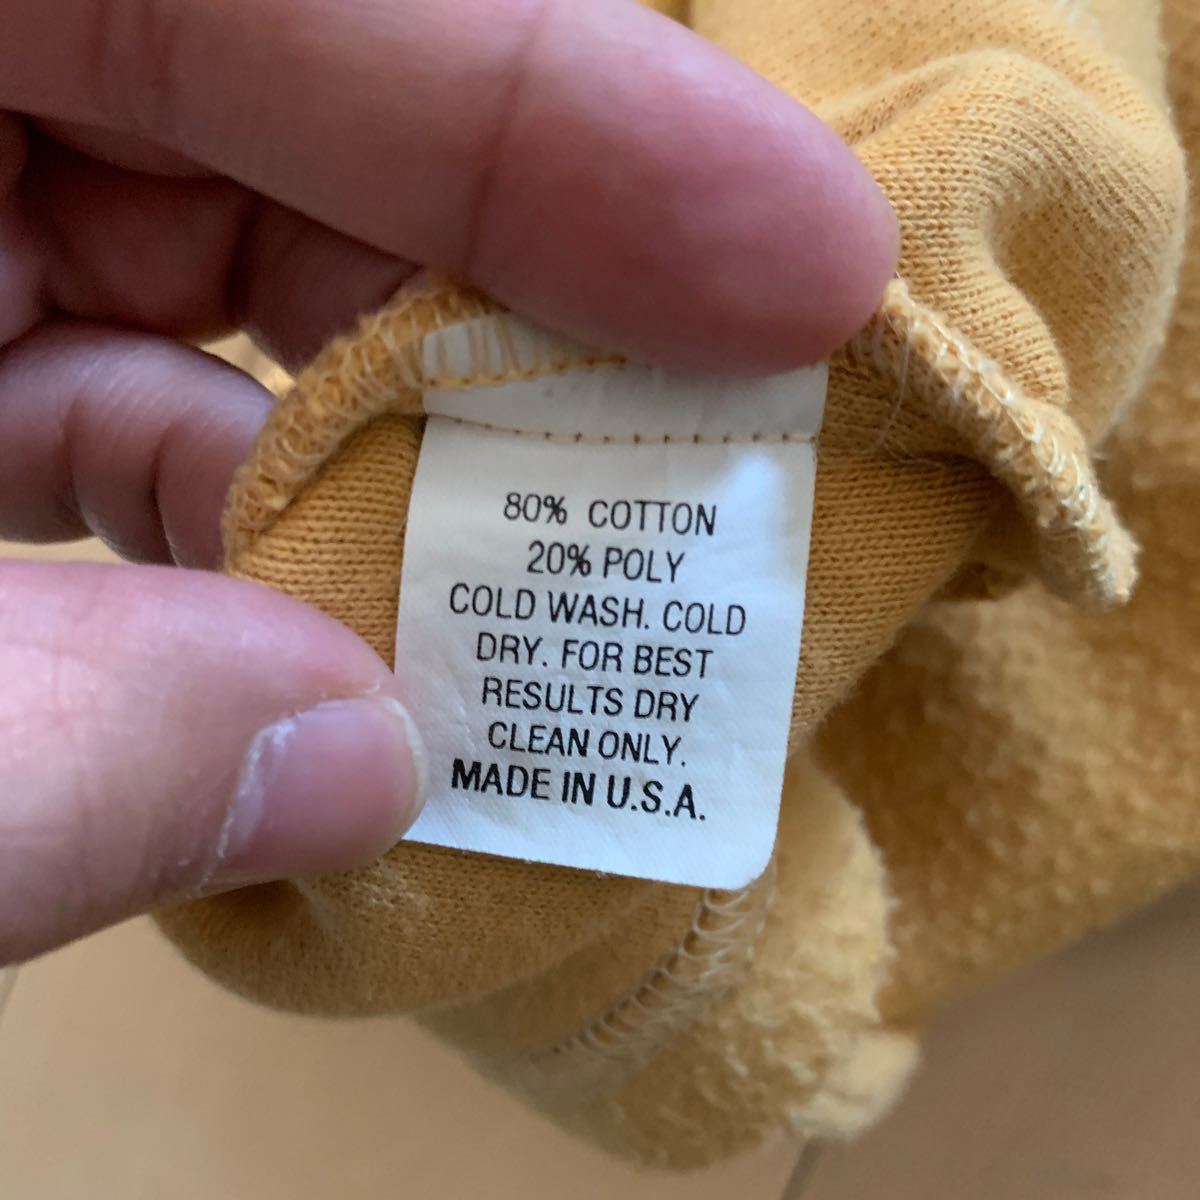 80% COTTON
20% POLY
COLD WASH. COLD
DRY. FOR BEST
RESULTS DRY
CLEAN ONLY.
MADE IN U.S.A.